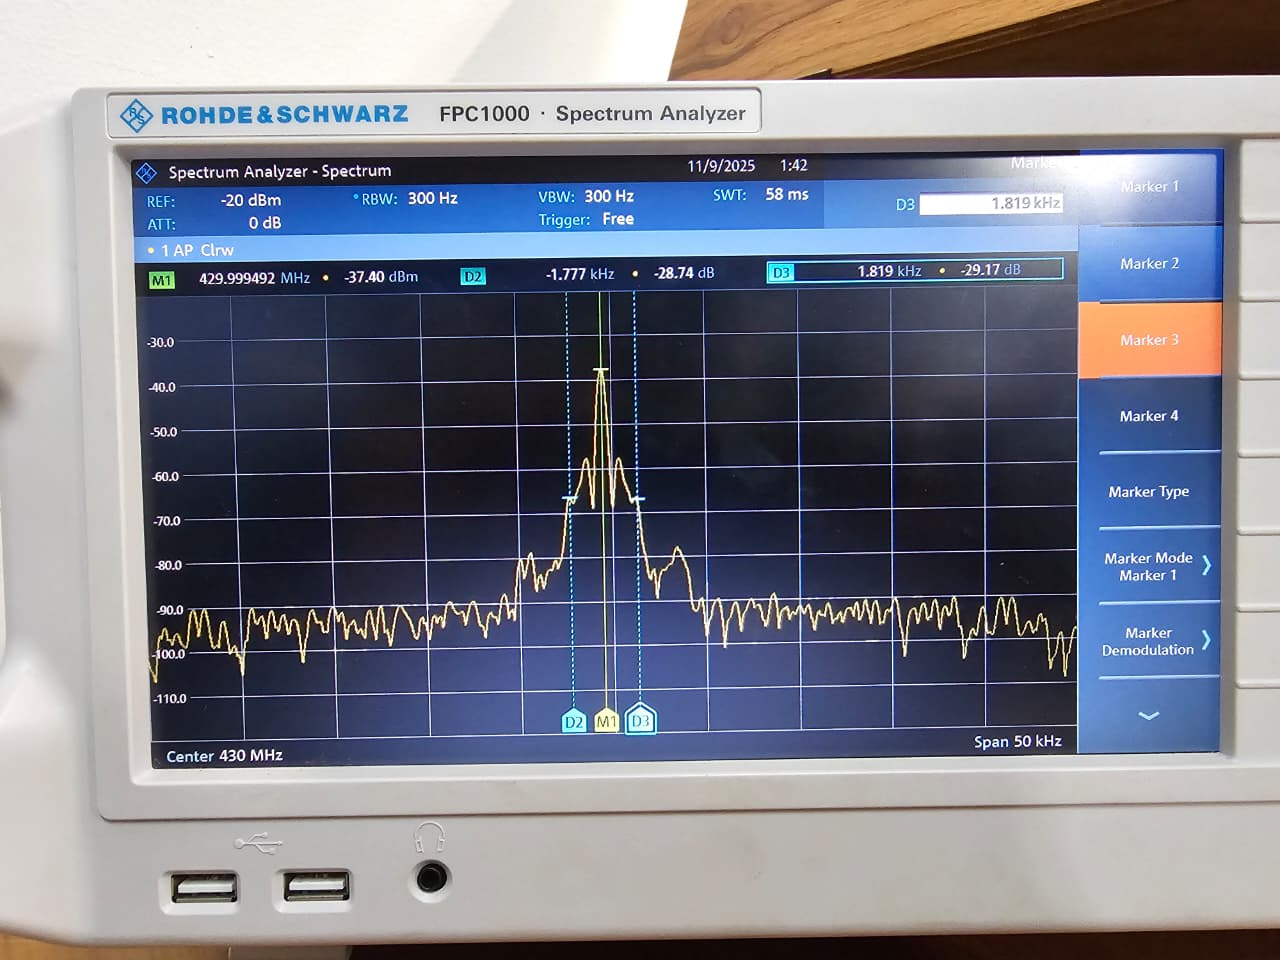 ROHDE & SCHWARZ FPC1000 · Spectrum Analyzer
Spectrum Analyzer - Spectrum 11/9/2025 1:42
REF: -20 dBm RBW: 300 Hz VBW: 300 Hz SWT: 58 ms
ATT: 0 dB Trigger: Free
D3 1.819 kHz
1 AP Clrw
M1 429.999492 MHz • -37.40 dBm D2 -1.777 kHz • -28.74 dB D3 1.819 kHz • -29.17 dB
-30.0
-40.0
-50.0
-60.0
-70.0
-80.0
-90.0
-100.0
-110.0
D2 M1 D3
Center 430 MHz Span 50 kHz
Marker 1
Marker 2
Marker 3
Marker 4
Marker Type
Marker Mode
Marker 1
Marker
Demodulation